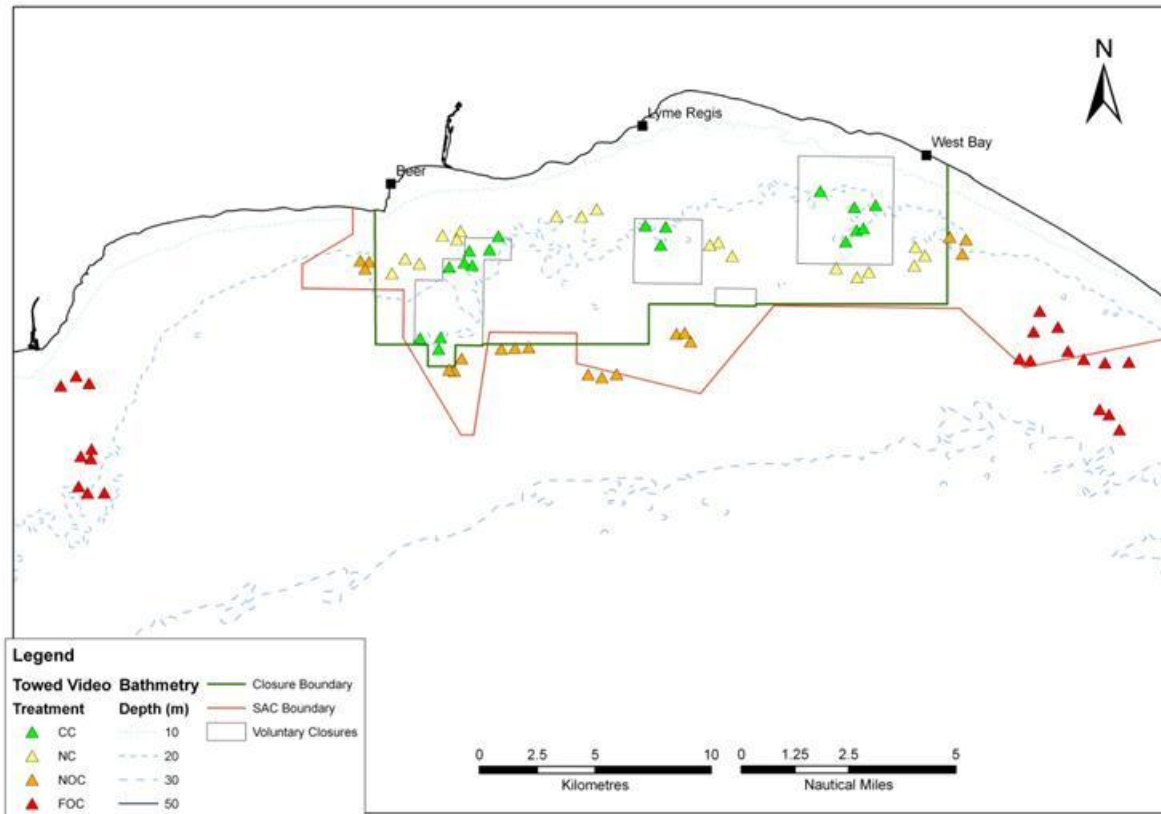 N
Lyme Regis
West Bay
Beer
Legend
Towed Video Bathmetry
Closure Boundary
Treatment Depth (m)
SAC Boundary
CC 10
Voluntary Closures
NC 20
NOC 30
FOC 50
0 2.5 5 10
Kilometres
0 1.25 2.5 5
Nautical Miles